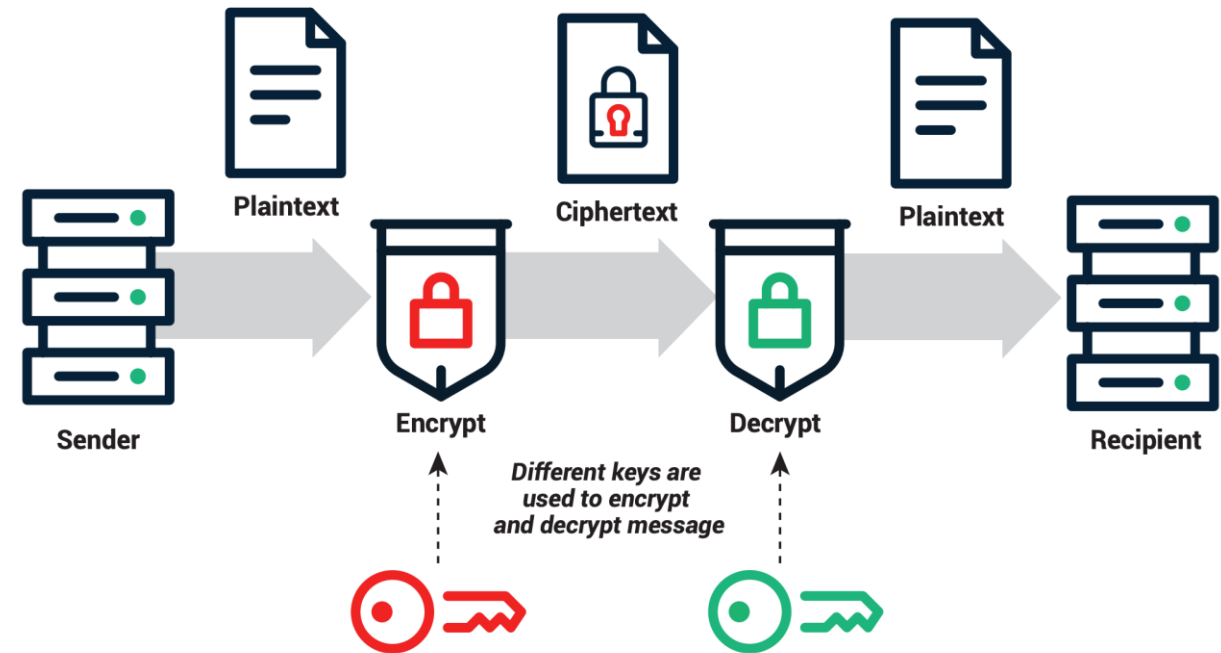 Plaintext
Ciphertext
Plaintext
Sender
Encrypt
Decrypt
Recipient
Different keys are
used to encrypt
and decrypt message